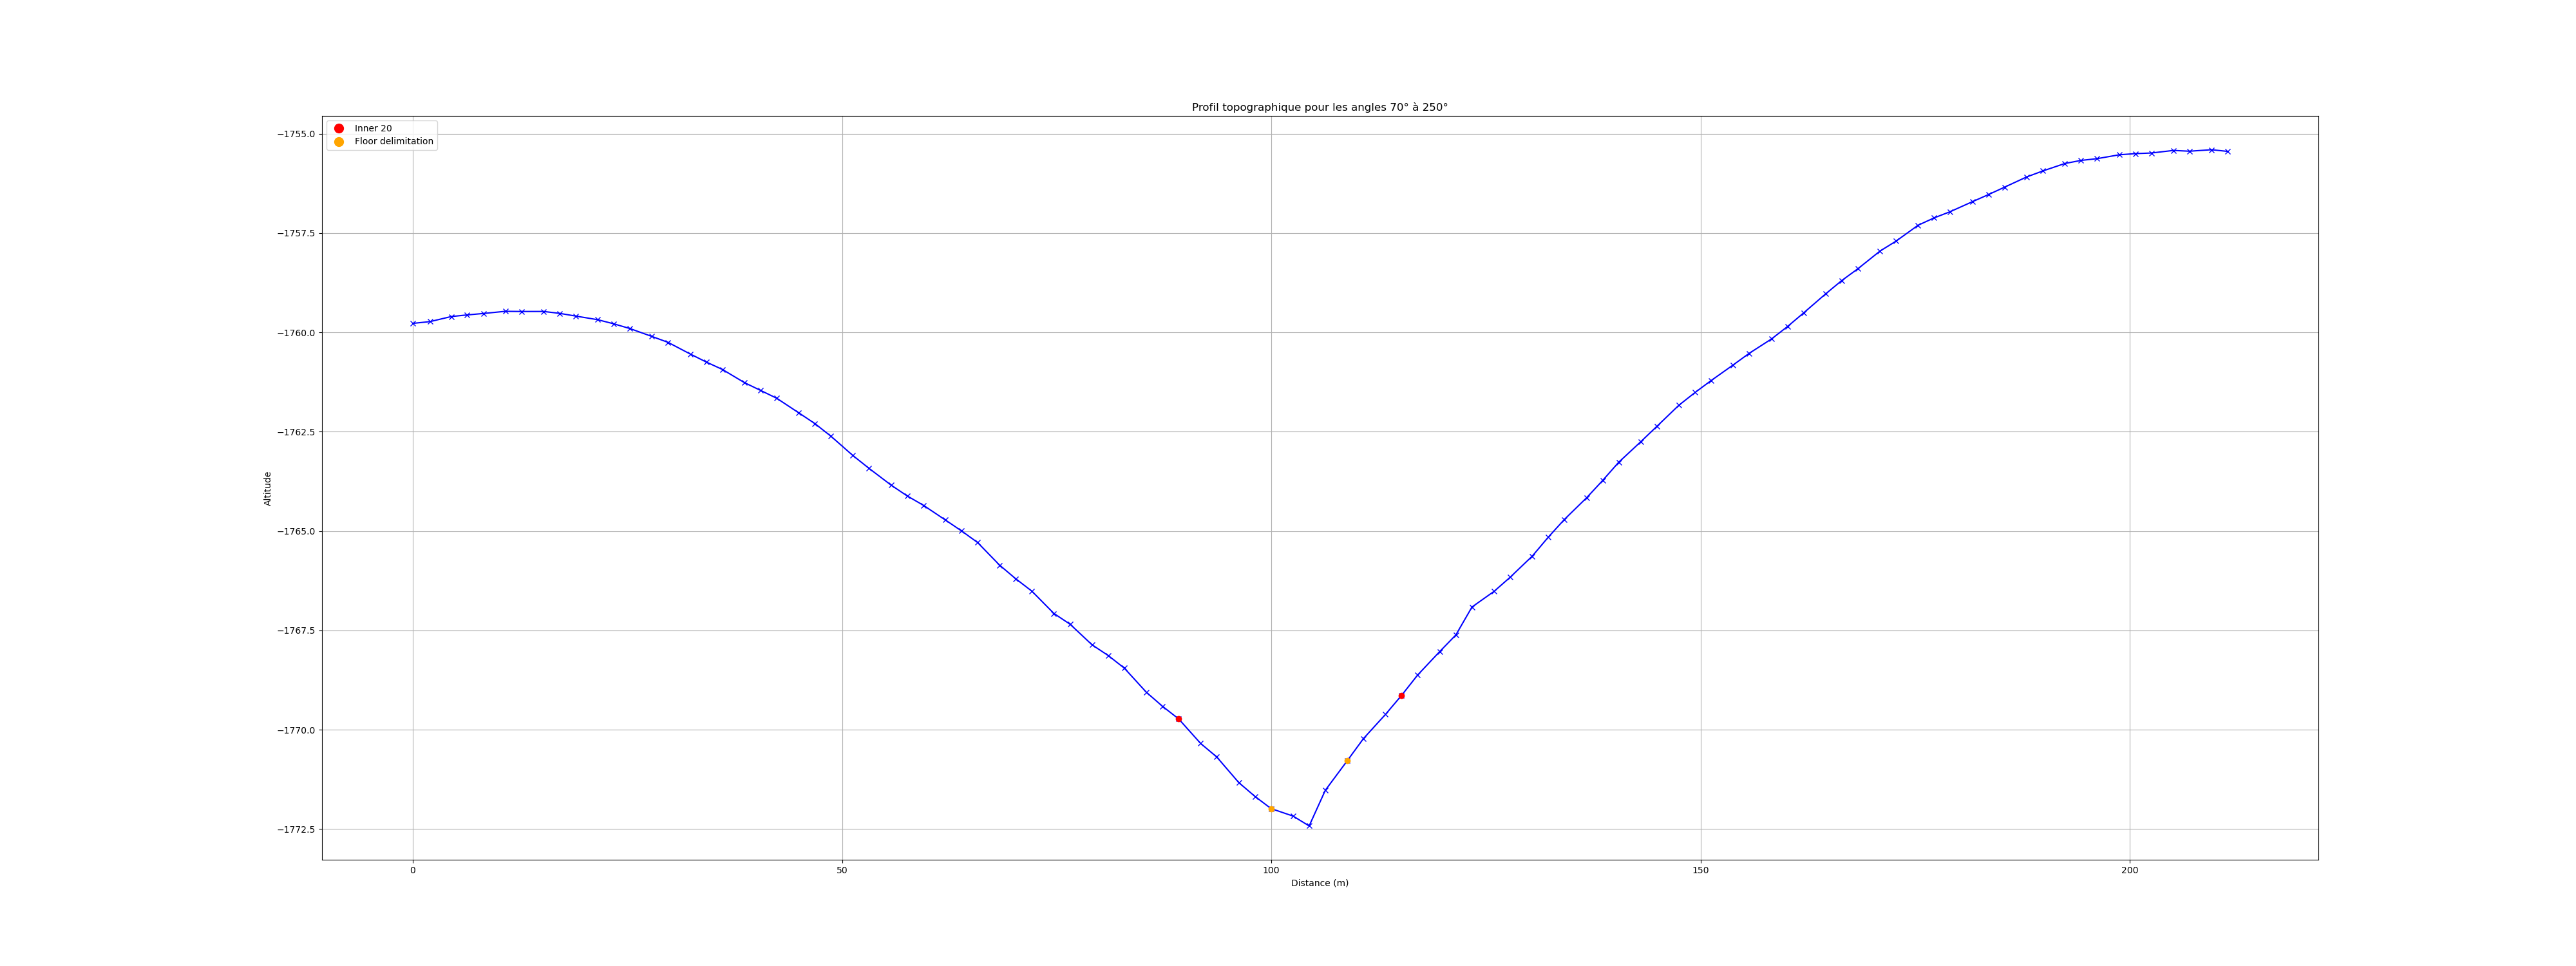 Profil topographique pour les angles 70° à 250°
Inner 20
Floor delimitation
−1755.0
−1757.5
−1760.0
−1762.5
−1765.0
−1767.5
−1770.0
−1772.5
Altitude
0 50 100 150 200
Distance (m)